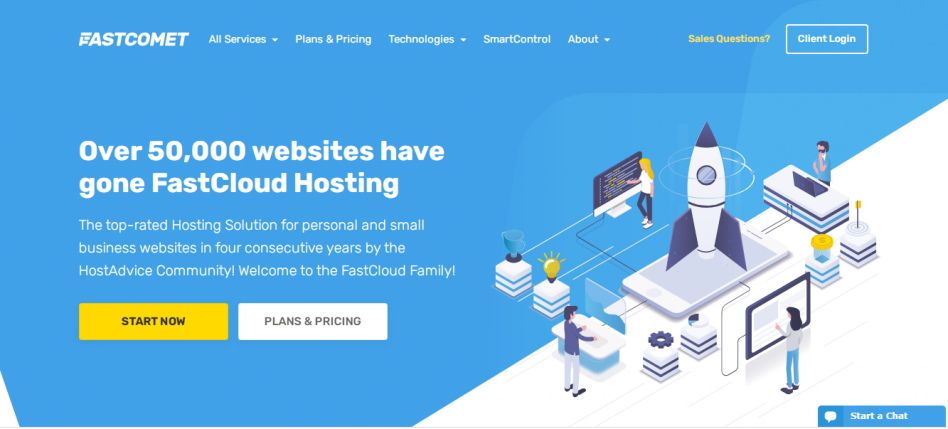 FASTCOMET
All Services
Plans & Pricing
Technologies
SmartControl
About
Sales Questions?
Client Login
Over 50,000 websites have
gone FastCloud Hosting
The top-rated Hosting Solution for personal and small
business websites in four consecutive years by the
HostAdvice Community! Welcome to the FastCloud Family!
START NOW
PLANS & PRICING
Start a Chat